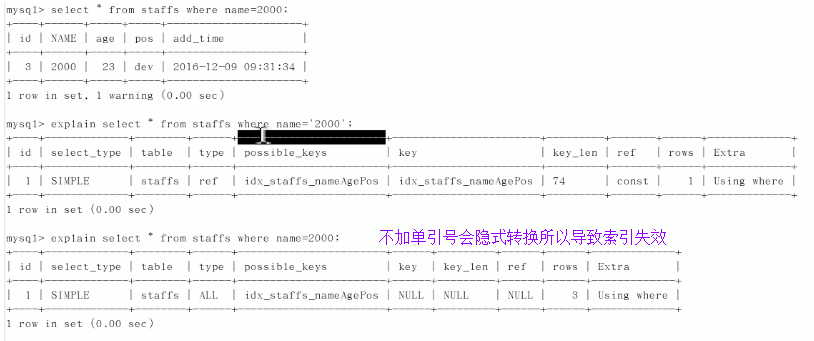 mysql> select * from staffs where name=2000;
+----+------+-----+-----+---------------------+
| id | NAME | age | pos | add_time            |
+----+------+-----+-----+---------------------+
|  3 | 2000 |  23 | dev | 2016-12-09 09:31:34 |
+----+------+-----+-----+---------------------+
1 row in set, 1 warning (0.00 sec)
mysql> explain select * from staffs where name='2000';
+----+-------------+--------+------+-----------------------+-----------------------+---------+-------+------+-------------+
| id | select_type | table  | type | possible_keys         | key                   | key_len | ref   | rows | Extra       |
+----+-------------+--------+------+-----------------------+-----------------------+---------+-------+------+-------------+
|  1 | SIMPLE      | staffs | ref  | idx_staffs_nameAgePos | idx_staffs_nameAgePos | 74      | const |    1 | Using where |
+----+-------------+--------+------+-----------------------+-----------------------+---------+-------+------+-------------+
1 row in set (0.00 sec)
mysql> explain select * from staffs where name=2000; 不加单引号会隐式转换所以导致索引失效
+----+-------------+--------+------+-----------------------+------+---------+------+------+-------------+
| id | select_type | table  | type | possible_keys         | key  | key_len | ref  | rows | Extra       |
+----+-------------+--------+------+-----------------------+------+---------+------+------+-------------+
|  1 | SIMPLE      | staffs | ALL  | idx_staffs_nameAgePos | NULL | NULL    | NULL |    3 | Using where |
+----+-------------+--------+------+-----------------------+------+---------+------+------+-------------+
1 row in set (0.00 sec)